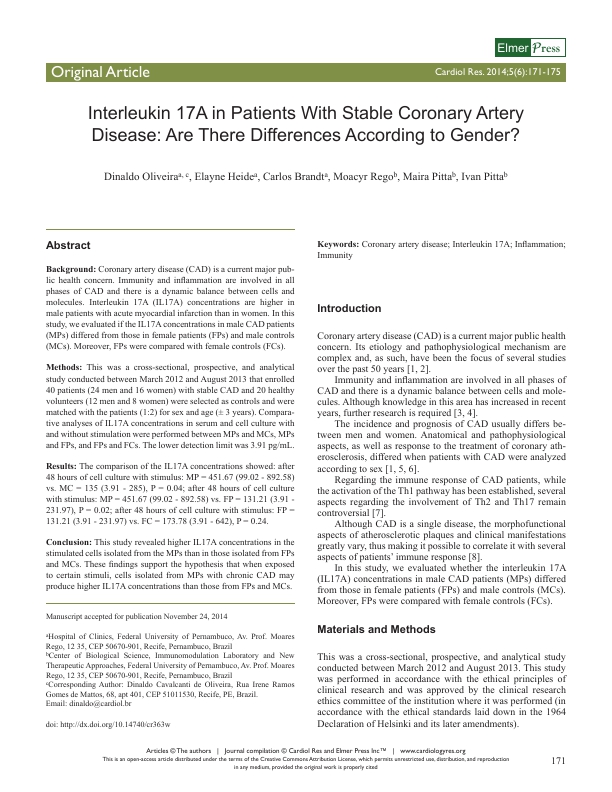 Elmer Press
Original Article
Cardiol Res. 2014;5(6):171-175
Interleukin 17A in Patients With Stable Coronary Artery
Disease: Are There Differences According to Gender?
Dinaldo Oliveiraa, c, Elayne Heidea, Carlos Brandta, Moacyr Regob, Maira Pittab, Ivan Pittab
Abstract
Background: Coronary artery disease (CAD) is a current major pub-
lic health concern. Immunity and inflammation are involved in all
phases of CAD and there is a dynamic balance between cells and
molecules. Interleukin 17A (IL17A) concentrations are higher in
male patients with acute myocardial infarction than in women. In this
study, we evaluated if the IL17A concentrations in male CAD patients
(MPs) differed from those in female patients (FPs) and male controls
(MCs). Moreover, FPs were compared with female controls (FCs).
Methods: This was a cross-sectional, prospective, and analytical
study conducted between March 2012 and August 2013 that enrolled
40 patients (24 men and 16 women) with stable CAD and 20 healthy
volunteers (12 men and 8 women) were selected as controls and were
matched with the patients (1:2) for sex and age (± 3 years). Compara-
tive analyses of IL17A concentrations in serum and cell culture with
and without stimulation were performed between MPs and MCs, MPs
and FPs, and FPs and FCs. The lower detection limit was 3.91 pg/mL.
Results: The comparison of the IL17A concentrations showed: after
48 hours of cell culture with stimulus: MP = 451.67 (99.02 - 892.58)
vs. MC = 135 (3.91 - 285), P = 0.04; after 48 hours of cell culture
with stimulus: MP = 451.67 (99.02 - 892.58) vs. FP = 131.21 (3.91 -
231.97), P = 0.02; after 48 hours of cell culture with stimulus: FP =
131.21 (3.91 - 231.97) vs. FC = 173.78 (3.91 - 642), P = 0.24.
Conclusion: This study revealed higher IL17A concentrations in the
stimulated cells isolated from the MPs than in those isolated from FPs
and MCs. These findings support the hypothesis that when exposed
to certain stimuli, cells isolated from MPs with chronic CAD may
produce higher IL17A concentrations than those from FPs and MCs.
Manuscript accepted for publication November 24, 2014
aHospital of Clinics, Federal University of Pernambuco, Av. Prof. Moares
Rego, 12 35, CEP 50670-901, Recife, Pernambuco, Brazil
bCenter of Biological Science, Immunomodulation Laboratory and New
Therapeutic Approaches, Federal University of Pernambuco, Av. Prof. Moares
Rego, 12 35, CEP 50670-901, Recife, Pernambuco, Brazil
cCorresponding Author: Dinaldo Cavalcanti de Oliveira, Rua Irene Ramos
Gomes de Mattos, 68, apt 401, CEP 51011530, Recife, PE, Brazil.
Email: dinaldo@cardiol.br
doi: http://dx.doi.org/10.14740/cr363w
Keywords: Coronary artery disease; Interleukin 17A; Inflammation;
Immunity
Introduction
Coronary artery disease (CAD) is a current major public health
concern. Its etiology and pathophysiological mechanism are
complex and, as such, have been the focus of several studies
over the past 50 years [1, 2].
Immunity and inflammation are involved in all phases of
CAD and there is a dynamic balance between cells and mole-
cules. Although knowledge in this area has increased in recent
years, further research is required [3, 4].
The incidence and prognosis of CAD usually differs be-
tween men and women. Anatomical and pathophysiological
aspects, as well as response to the treatment of coronary ath-
erosclerosis, differed when patients with CAD were analyzed
according to sex [1, 5, 6].
Regarding the immune response of CAD patients, while
the activation of the Th1 pathway has been established, several
aspects regarding the involvement of Th2 and Th17 remain
controversial [7].
Although CAD is a single disease, the morphofunctional
aspects of atherosclerotic plaques and clinical manifestations
greatly vary, thus making it possible to correlate it with several
aspects of patients' immune response [8].
In this study, we evaluated whether the interleukin 17A
(IL17A) concentrations in male CAD patients (MPs) differed
from those in female patients (FPs) and male controls (MCs).
Moreover, FPs were compared with female controls (FCs).
Materials and Methods
This was a cross-sectional, prospective, and analytical study
conducted between March 2012 and August 2013. This study
was performed in accordance with the ethical principles of
clinical research and was approved by the clinical research
ethics committee of the institution where it was performed (in
accordance with the ethical standards laid down in the 1964
Declaration of Helsinki and its later amendments).
Articles © The authors | Journal compilation © Cardiol Res and Elmer Press Inc™ | www.cardiologyres.org
This is an open-access article distributed under the terms of the Creative Commons Attribution License, which permits unrestricted use, distribution, and reproduction
in any medium, provided the original work is properly cited
171